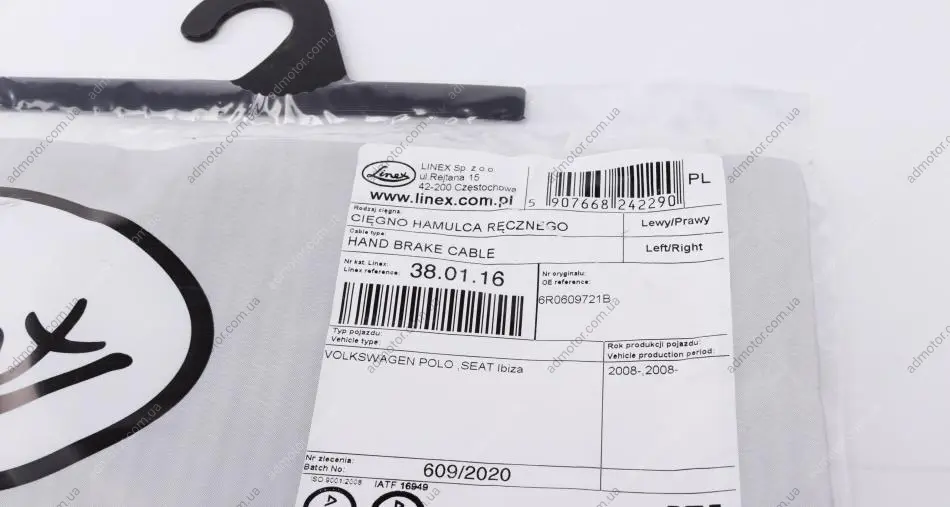 Linex
LINEX Sp. z o.o.
ul.Rejtana 15
42-200 Częstochowa
www.linex.com.pl
5 907668 242290
PL
Rodzaj cięgna:
CIĘGNO HAMULCA RĘCZNEGO
Lewy/Prawy
Cable type:
HAND BRAKE CABLE
Left/Right
Nr kat. Linex:
Linex reference:
38.01.16
Nr oryginału:
OE reference:
6R0609721B
Typ pojazdu:
Vehicle type:
VOLKSWAGEN POLO ,SEAT Ibiza
Rok produkcji pojazdu:
Vehicle production period:
2008-,2008-
Nr zlecenia:
Batch No:
609/2020
ISO 9001:2008
IATF 16949
admotor.com.ua